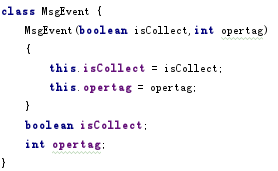 class MsgEvent {
    MsgEvent(boolean isCollect,int opertag)
    {
        this.isCollect = isCollect;
        this.opertag = opertag;
    }
    boolean isCollect;
    int opertag;
}